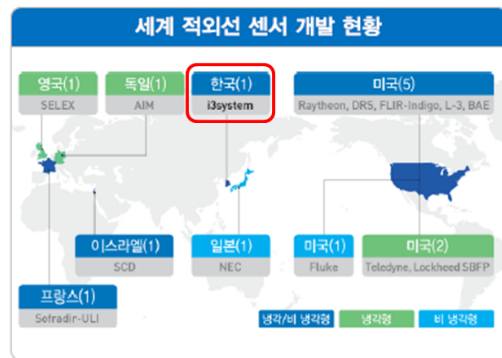 세계 적외선 센서 개발 현황
영국(1)
SELEX
독일(1)
AIM
한국(1)
i3system
미국(5)
Raytheon, DRS, FLIR-Indigo, L-3, BAE
이스라엘(1)
SCD
일본(1)
NEC
미국(1)
Fluke
미국(2)
Teledyne, Lockheed SBFP
프랑스(1)
Sofradir-ULI
냉각/비 냉각형
냉각형
비 냉각형